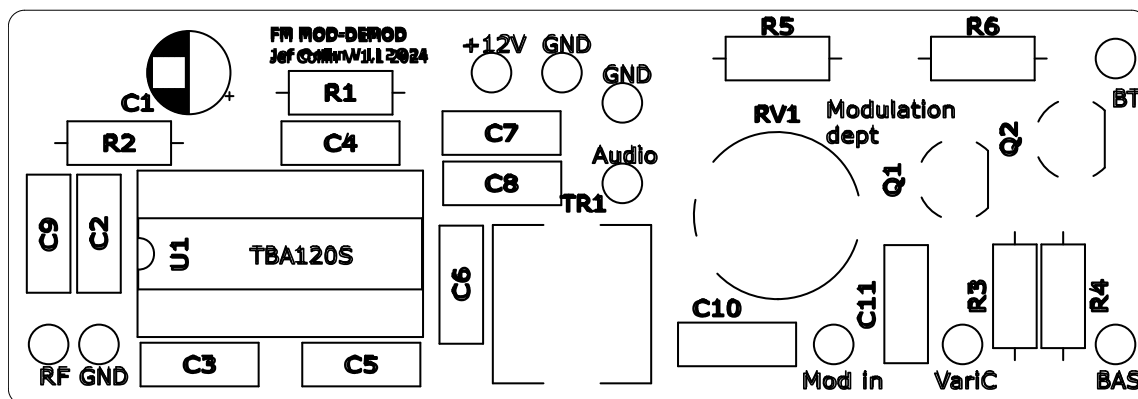 FM MOD-DEMOD
Jef Collin V1.1 2024
+12V
GND
GND
R5
R6
BT
C1
+
R1
C7
RV1
Modulation
dept
Q2
R2
C4
Audio
C8
Q1
TR1
C9
C2
U1
TBA120S
C6
C10
C11
R3
R4
C3
C5
RF GND
Mod in
VariC
BAS